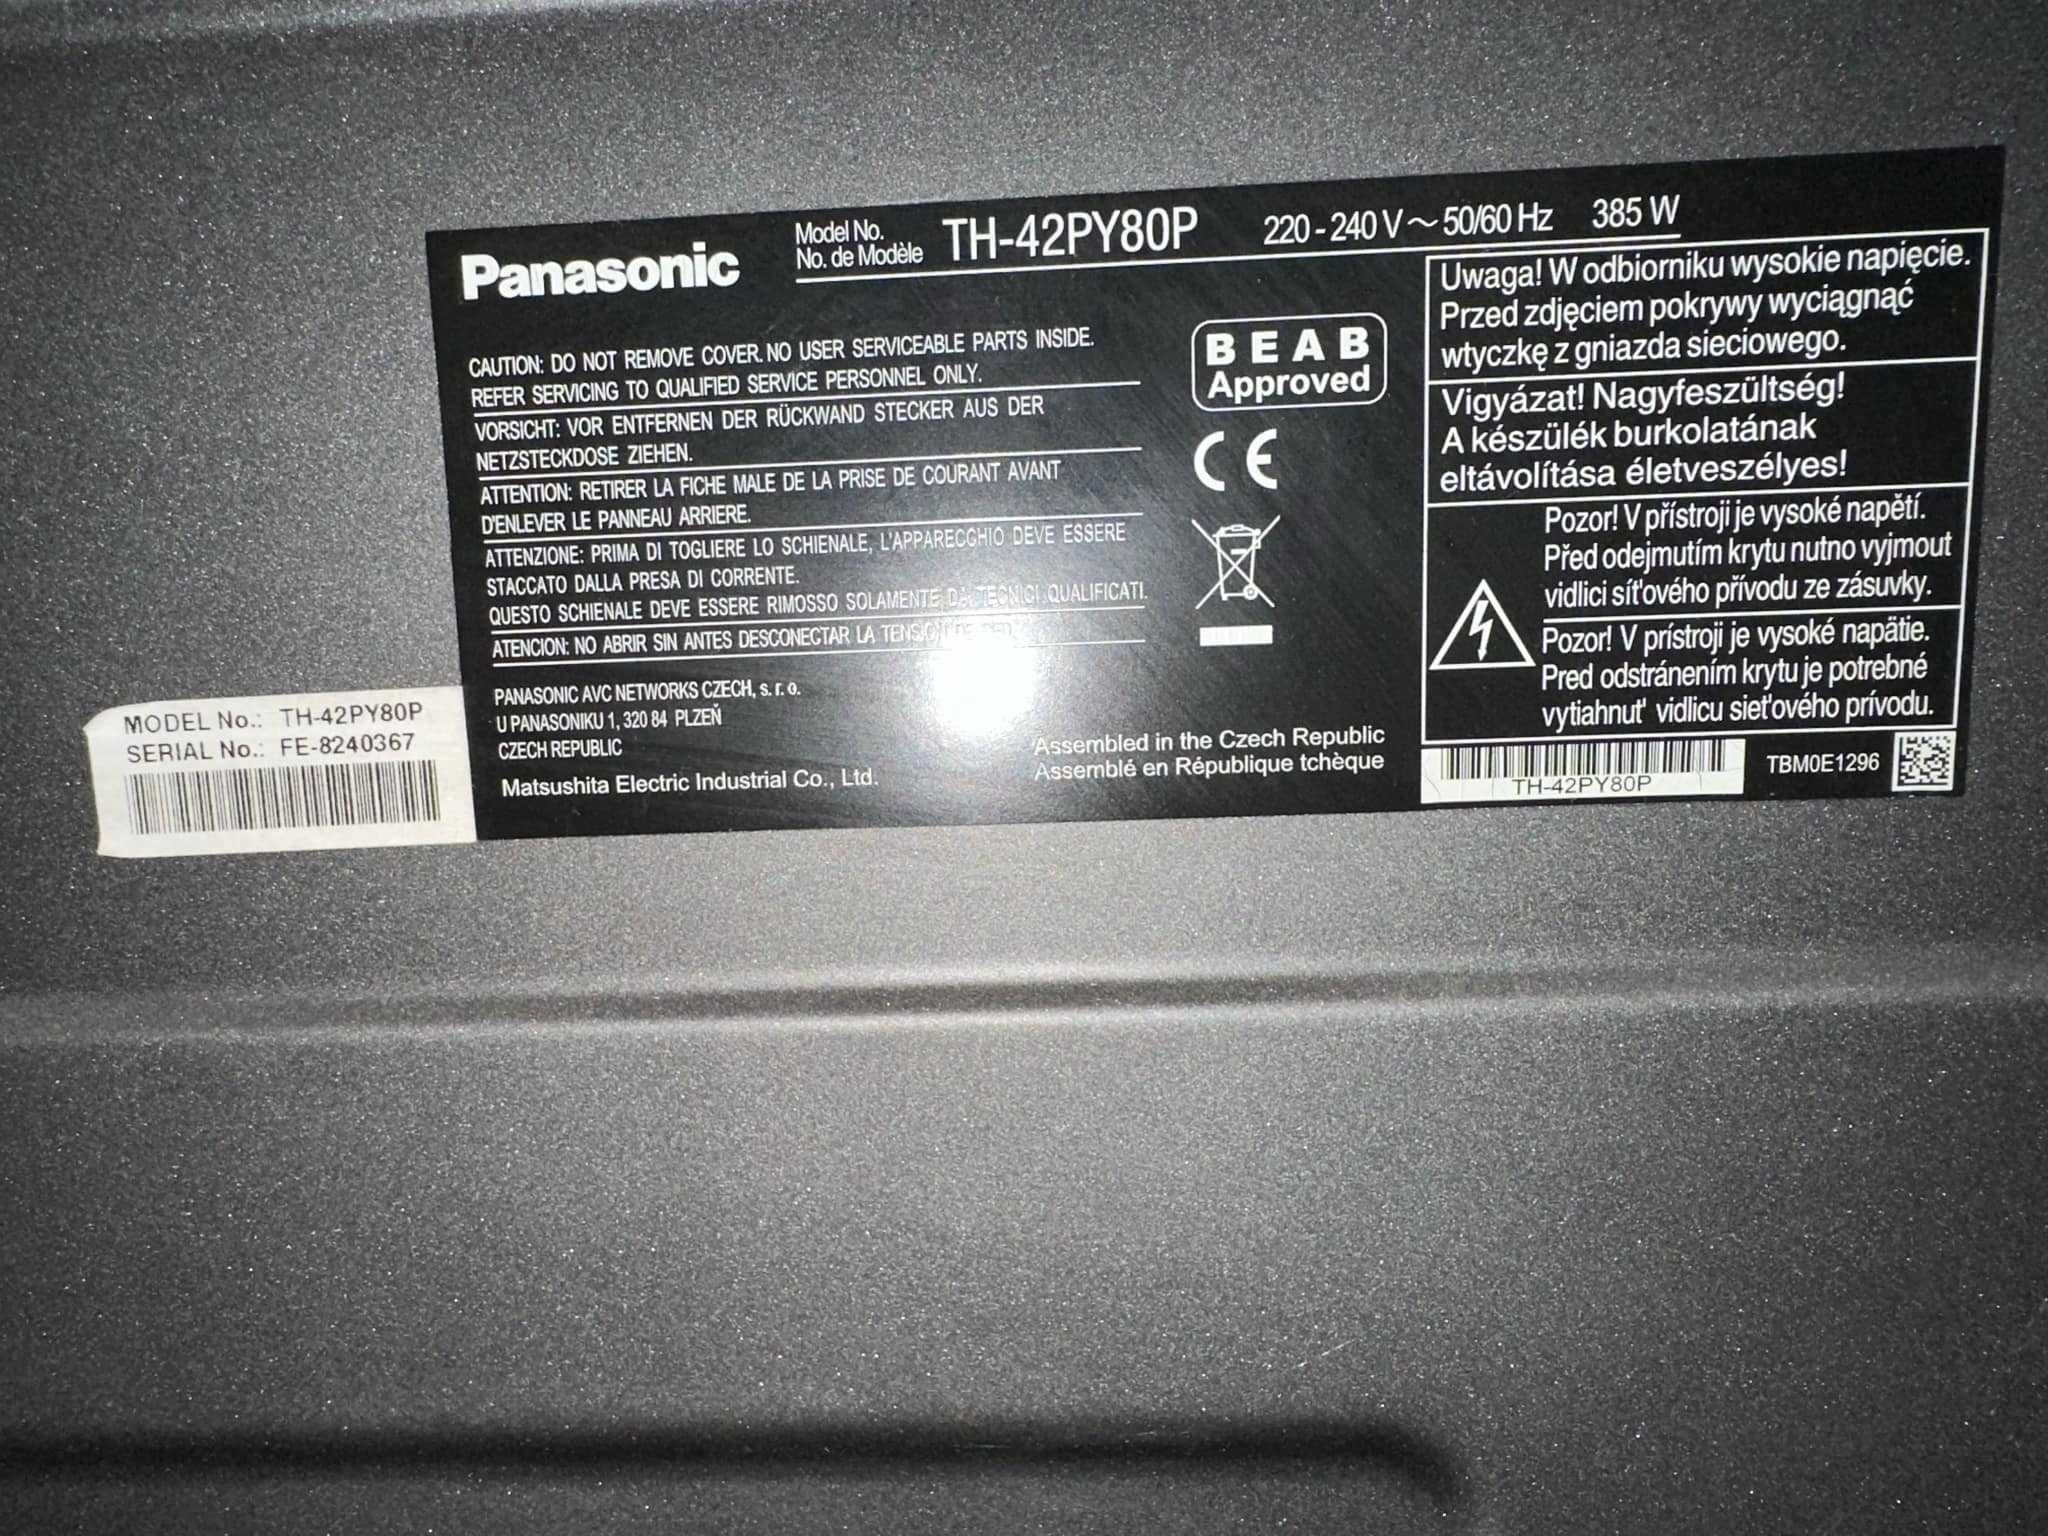 Panasonic
Model No.
No. de Modèle
TH-42PY80P
220 - 240 V ~ 50/60 Hz 385 W
CAUTION: DO NOT REMOVE COVER. NO USER SERVICEABLE PARTS INSIDE.
REFER SERVICING TO QUALIFIED SERVICE PERSONNEL ONLY.
VORSICHT: VOR ENTFERNEN DER RÜCKWAND STECKER AUS DER
NETZSTECKDOSE ZIEHEN.
ATTENTION: RETIRER LA FICHE MALE DE LA PRISE DE COURANT AVANT
D'ENLEVER LE PANNEAU ARRIERE.
ATTENZIONE: PRIMA DI TOGLIERE LO SCHIENALE, L'APPARECCHIO DEVE ESSERE
STACCATO DALLA PRESA DI CORRENTE.
QUESTO SCHIENALE DEVE ESSERE RIMOSSO SOLAMENTE DAI TECNICI QUALIFICATI.
ATENCION: NO ABRIR SIN ANTES DESCONECTAR LA TENSION DE RED
PANASONIC AVC NETWORKS CZECH, s. r. o.
U PANASONIKU 1, 320 84 PLZEŇ
CZECH REPUBLIC
Matsushita Electric Industrial Co., Ltd.
BEAB
Approved
CE
Assembled in the Czech Republic
Assemblé en République tchèque
Uwaga! W odbiorniku wysokie napięcie.
Przed zdjęciem pokrywy wyciągnąć
wtyczkę z gniazda sieciowego.
Vigyázat! Nagyfeszültség!
A készülék burkolatának
eltávolítása életveszélyes!
Pozor! V přístroji je vysoké napětí.
Před odejmutím krytu nutno vyjmout
vidlici síťového přívodu ze zásuvky.
Pozor! V prístroji je vysoké napätie.
Pred odstránením krytu je potrebné
vytiahnuť vidlicu sieťového prívodu.
TH-42PY80P
TBM0E1296
MODEL No.: TH-42PY80P
SERIAL No.: FE-8240367